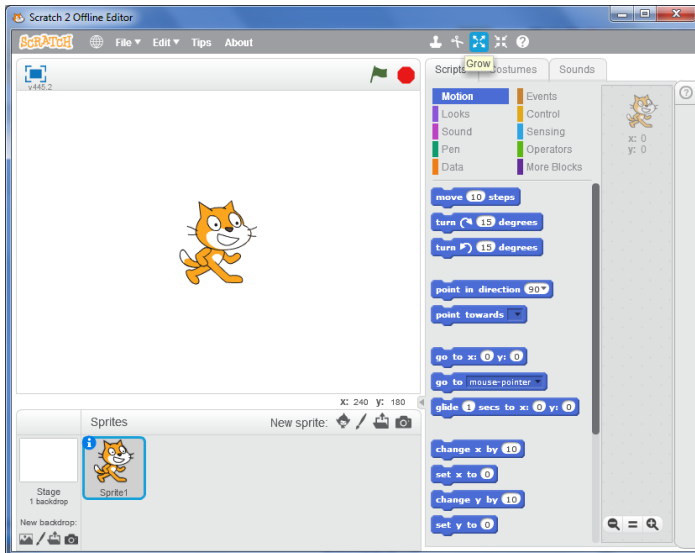 Scratch 2 Offline Editor
SCRATCH File Edit Tips About
Grow
v445.2
Scripts Costumes Sounds
Motion Events
Looks Control
Sound Sensing
Pen Operators
Data More Blocks
x: 0
y: 0
move 10 steps
turn 15 degrees
turn 15 degrees
point in direction 90
point towards
go to x: 0 y: 0
go to mouse-pointer
glide 1 secs to x: 0 y: 0
change x by 10
set x to 0
change y by 10
set y to 0
x: 240 y: 180
Sprites New sprite:
Sprite1
Stage
1 backdrop
New backdrop: